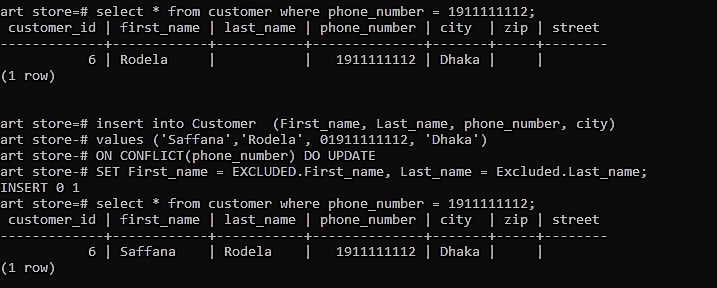 art store=# select * from customer where phone_number = 1911111112;
 customer_id | first_name | last_name | phone_number | city  | zip | street
-------------+------------+-----------+--------------+-------+-----+--------
           6 | Rodela     |           |   1911111112 | Dhaka |     |
(1 row)
art store=# insert into Customer  (First_name, Last_name, phone_number, city)
art store-# values ('Saffana','Rodela', 01911111112, 'Dhaka')
art store-# ON CONFLICT(phone_number) DO UPDATE
art store-# SET First_name = EXCLUDED.First_name, Last_name = Excluded.Last_name;
INSERT 0 1
art store=# select * from customer where phone_number = 1911111112;
 customer_id | first_name | last_name | phone_number | city  | zip | street
-------------+------------+-----------+--------------+-------+-----+--------
           6 | Saffana    | Rodela    |   1911111112 | Dhaka |     |
(1 row)